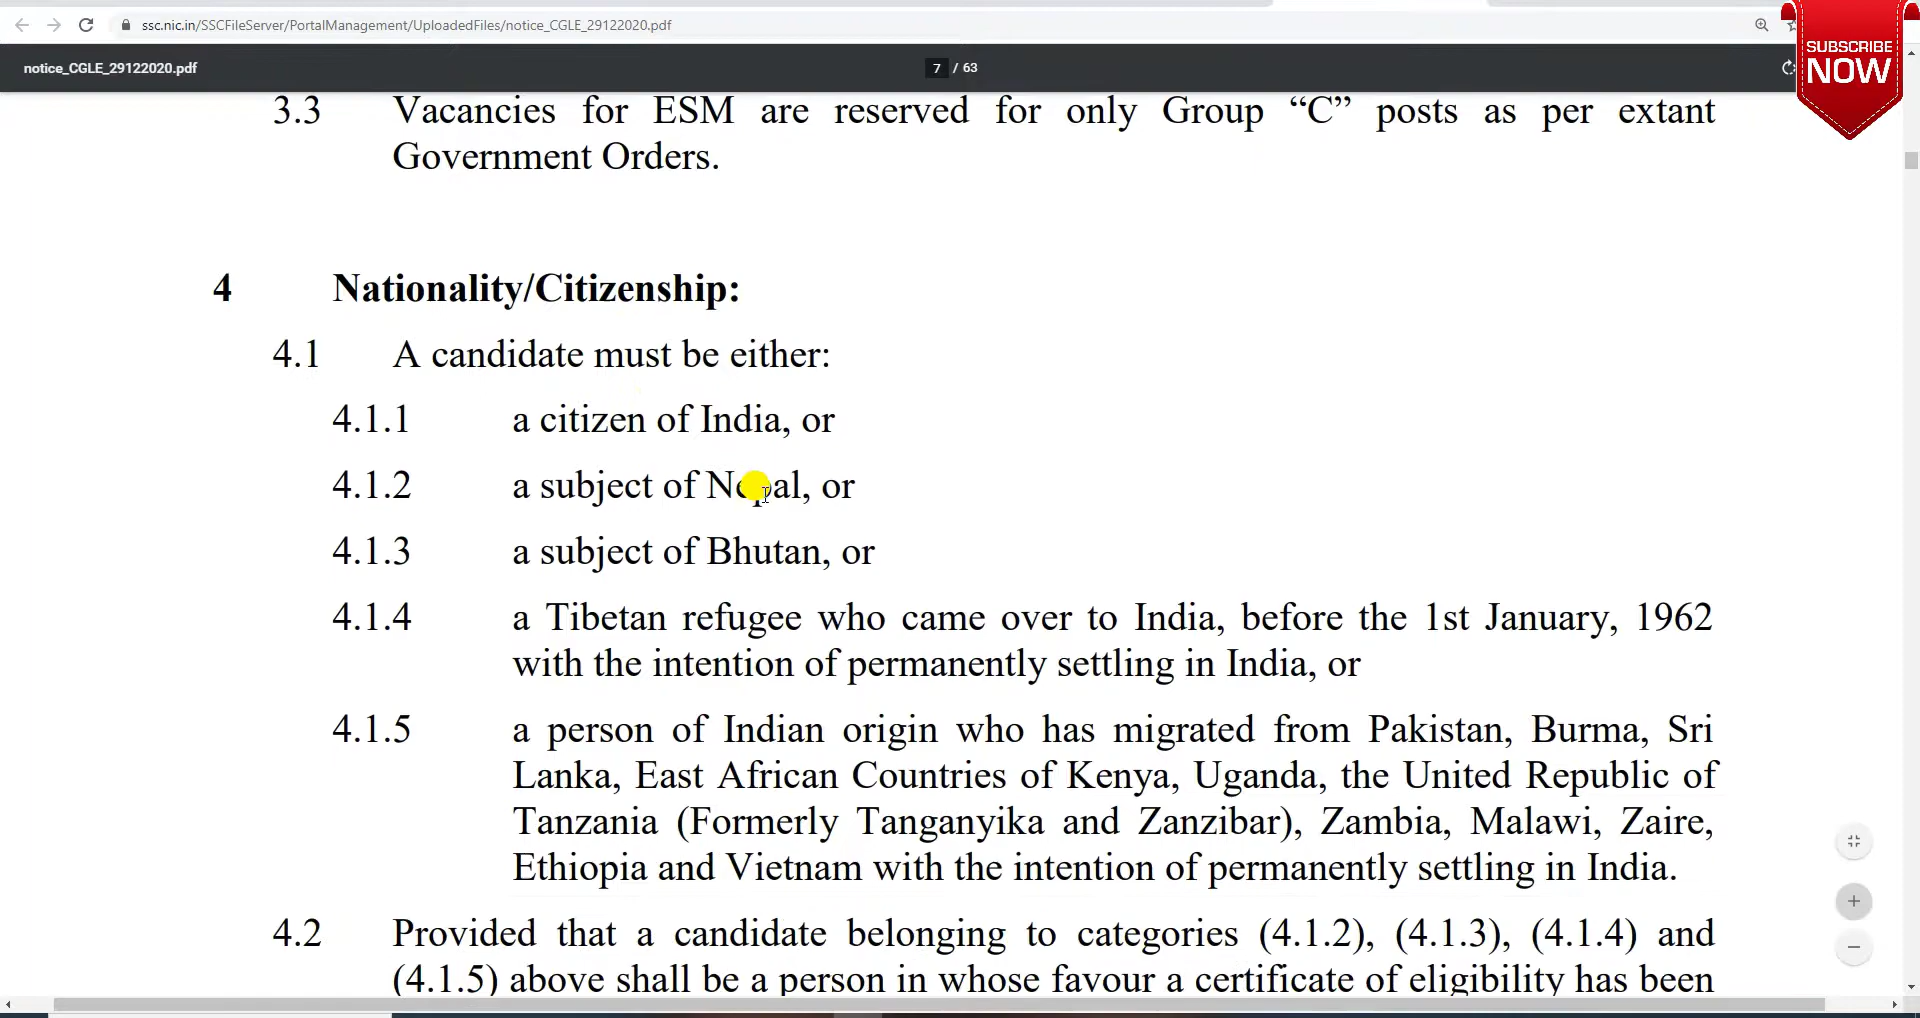 ssc.nic.in/SSCFileServer/PortalManagement/UploadedFiles/notice_CGLE_29122020.pdf
SUBSCRIBE
NOW
notice_CGLE_29122020.pdf 7 / 63
3.3 Vacancies for ESM are reserved for only Group “C” posts as per extant
Government Orders.
4 Nationality/Citizenship:
4.1 A candidate must be either:
4.1.1 a citizen of India, or
4.1.2 a subject of Nepal, or
4.1.3 a subject of Bhutan, or
4.1.4 a Tibetan refugee who came over to India, before the 1st January, 1962
with the intention of permanently settling in India, or
4.1.5 a person of Indian origin who has migrated from Pakistan, Burma, Sri
Lanka, East African Countries of Kenya, Uganda, the United Republic of
Tanzania (Formerly Tanganyika and Zanzibar), Zambia, Malawi, Zaire,
Ethiopia and Vietnam with the intention of permanently settling in India.
4.2 Provided that a candidate belonging to categories (4.1.2), (4.1.3), (4.1.4) and
(4.1.5) above shall be a person in whose favour a certificate of eligibility has been